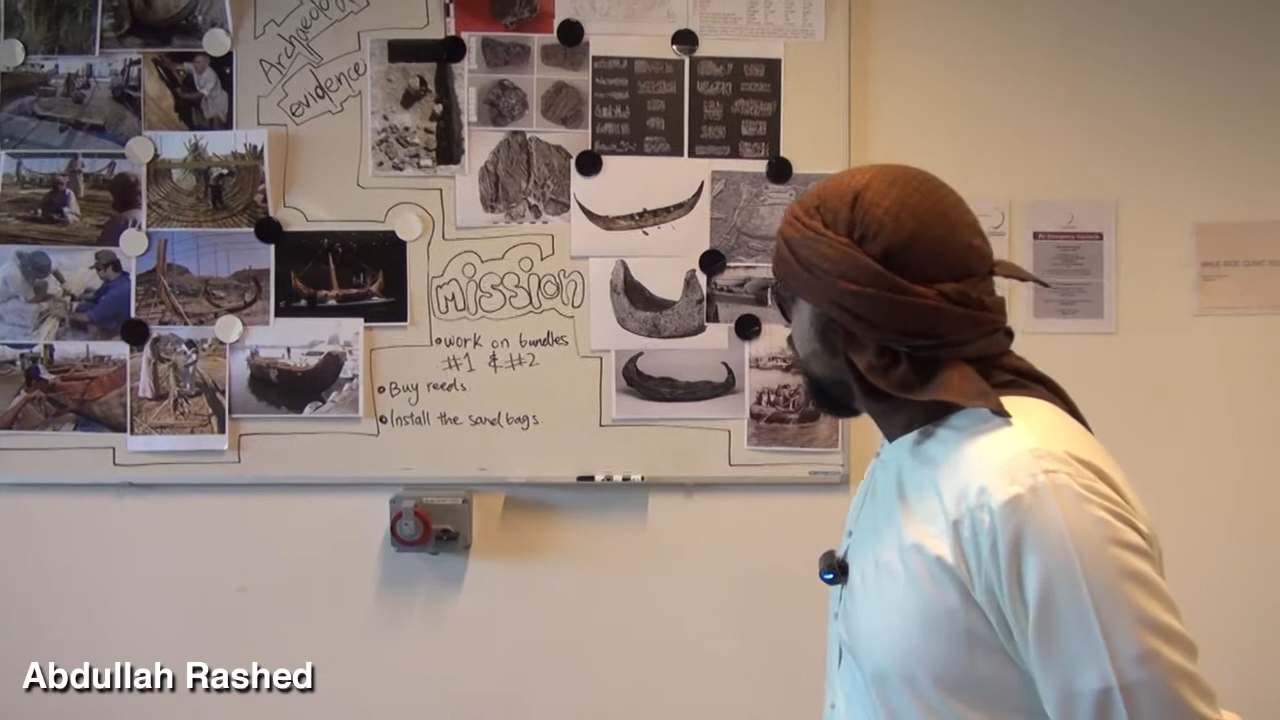 Archaeology
evidence
mission
•work on bundles
#1 & #2
•Buy reeds.
•Install the sand bags.
Abdullah Rashed